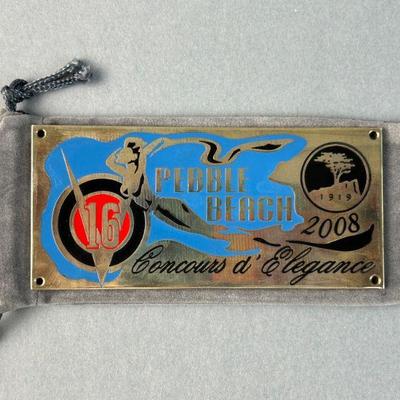 PEBBLE
BEACH
1919
2008
16
Concours d'Elegance